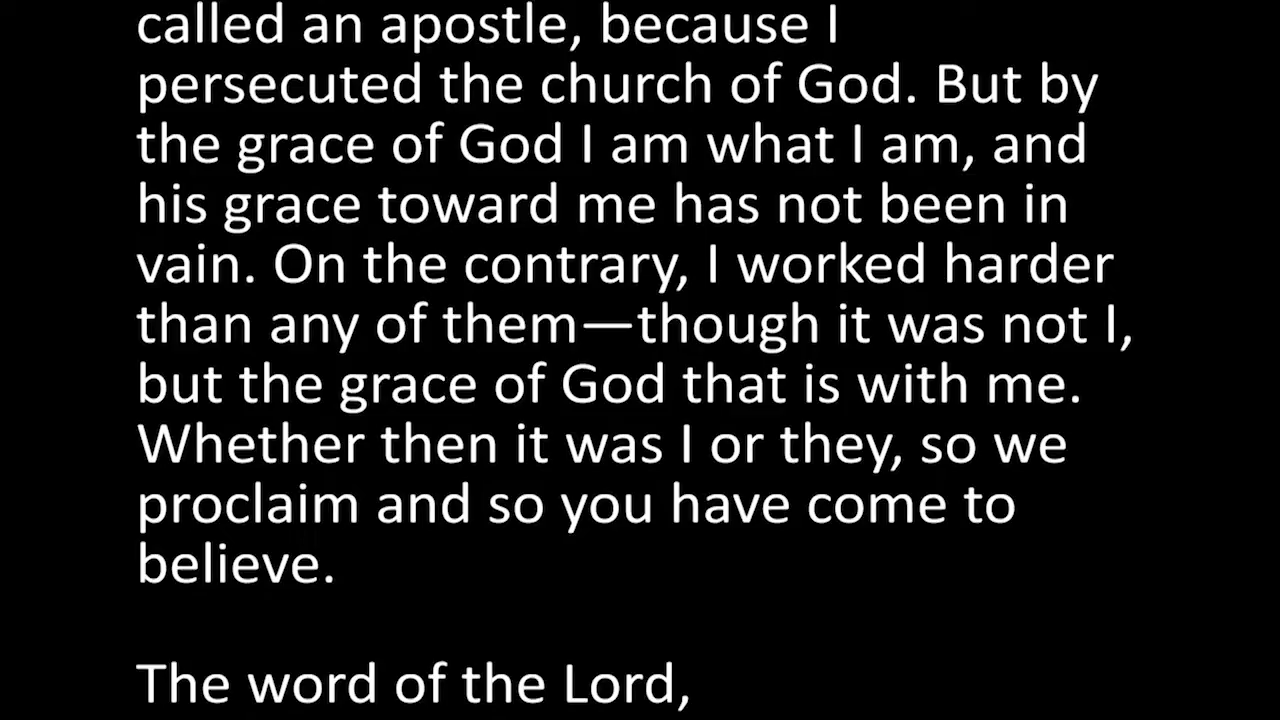 called an apostle, because I
persecuted the church of God. But by
the grace of God I am what I am, and
his grace toward me has not been in
vain. On the contrary, I worked harder
than any of them—though it was not I,
but the grace of God that is with me.
Whether then it was I or they, so we
proclaim and so you have come to
believe.
The word of the Lord,